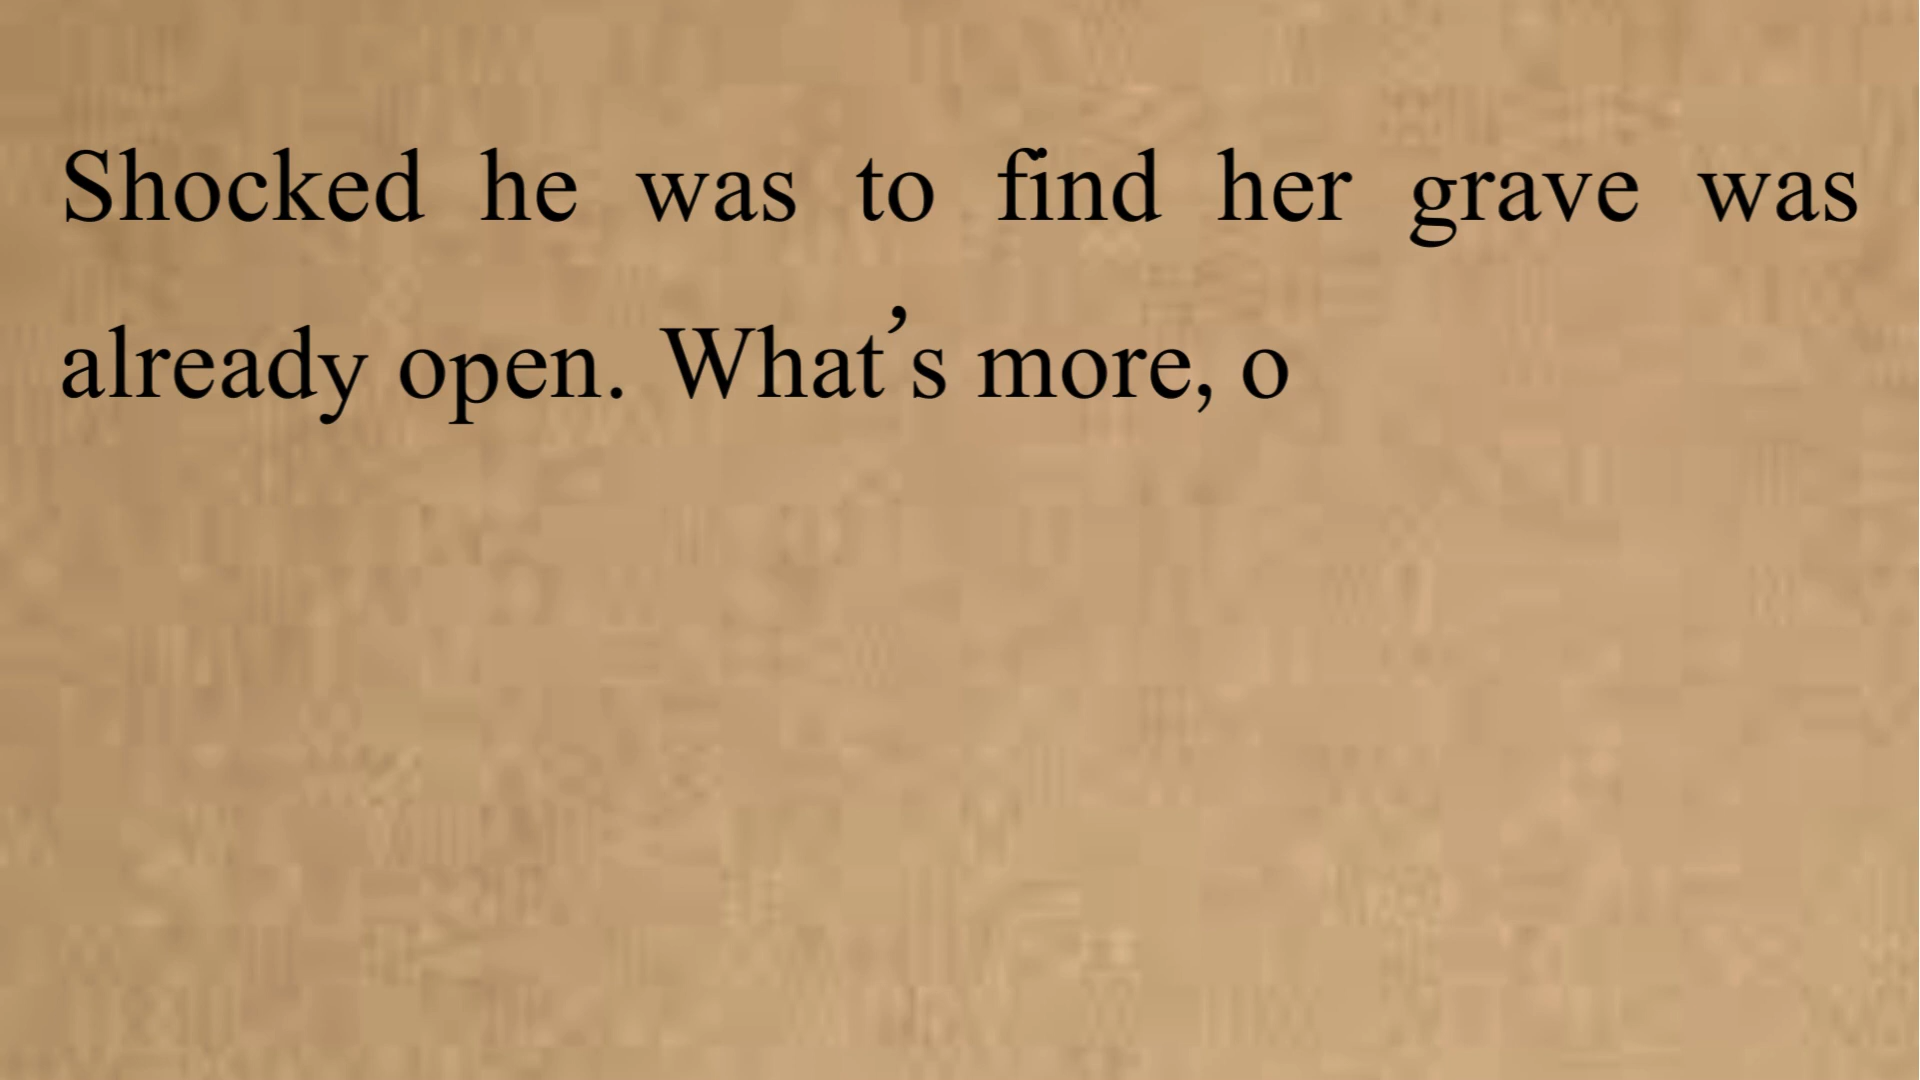 Shocked he was to find her grave was
already open. What’s more, o